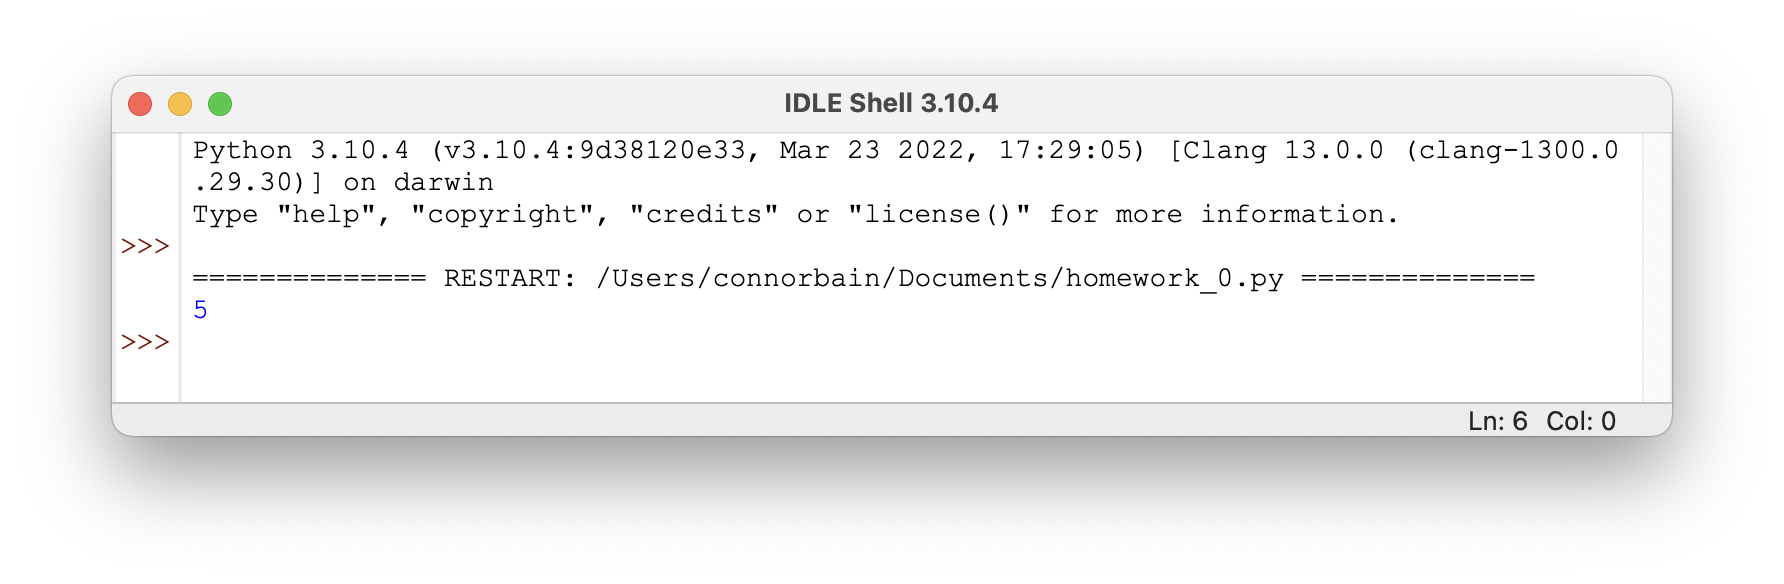 IDLE Shell 3.10.4
Python 3.10.4 (v3.10.4:9d38120e33, Mar 23 2022, 17:29:05) [Clang 13.0.0 (clang-1300.0
.29.30)] on darwin
Type "help", "copyright", "credits" or "license()" for more information.
>>>
============== RESTART: /Users/connorbain/Documents/homework_0.py ==============
5
>>>
Ln: 6 Col: 0